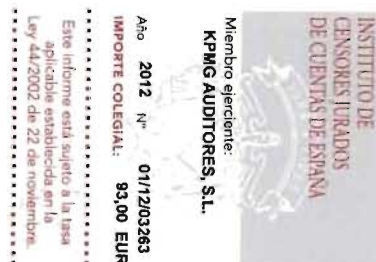 INSTITUTO DE
CENSORES JURADOS
DE CUENTAS DE ESPAÑA
Miembro ejerciente:
KPMG AUDITORES, S.L.
Año 2012 Nº 01/12/03263
IMPORTE COLEGIAL: 93,00 EUR
Este informe está sujeto a la tasa
aplicable establecida en la
Ley 44/2002 de 22 de noviembre.